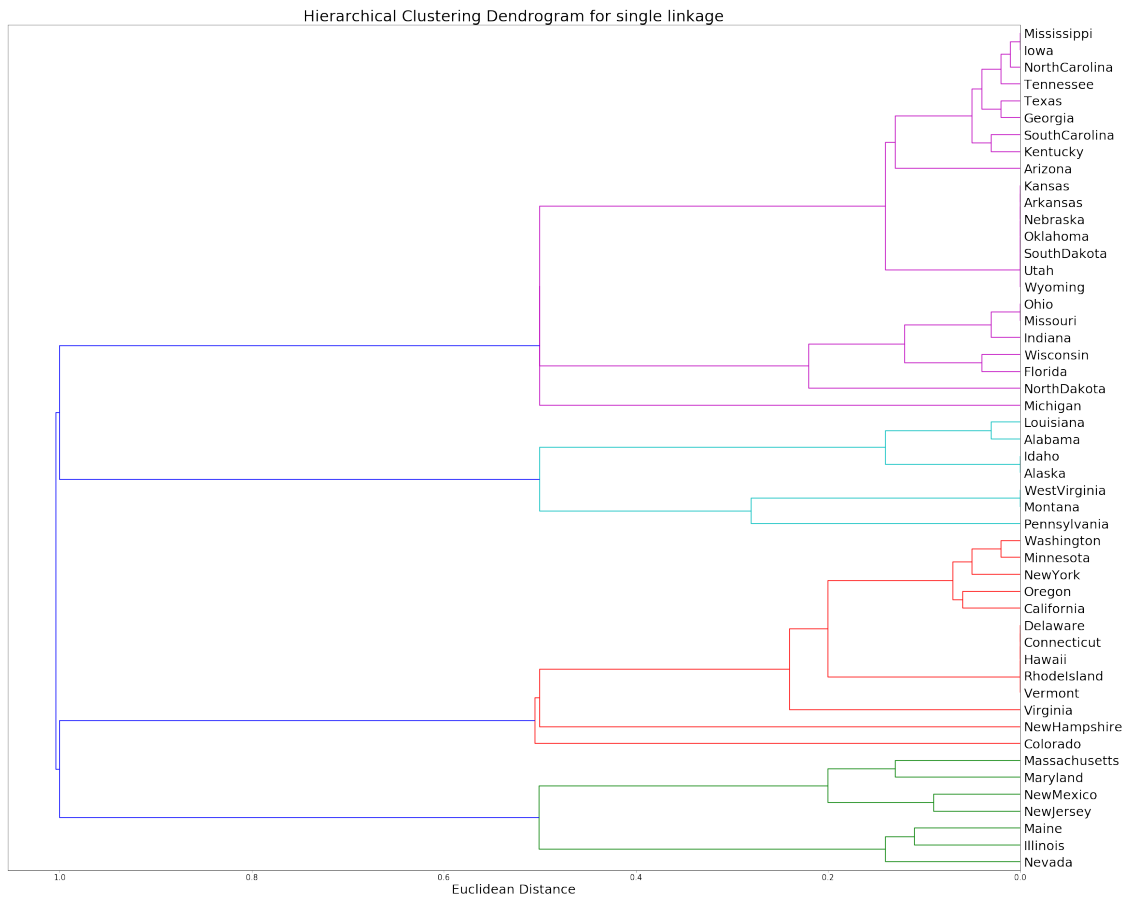 Hierarchical Clustering Dendrogram for single linkage
Mississippi
Iowa
NorthCarolina
Tennessee
Texas
Georgia
SouthCarolina
Kentucky
Arizona
Kansas
Arkansas
Nebraska
Oklahoma
SouthDakota
Utah
Wyoming
Ohio
Missouri
Indiana
Wisconsin
Florida
NorthDakota
Michigan
Louisiana
Alabama
Idaho
Alaska
WestVirginia
Montana
Pennsylvania
Washington
Minnesota
NewYork
Oregon
California
Delaware
Connecticut
Hawaii
RhodeIsland
Vermont
Virginia
NewHampshire
Colorado
Massachusetts
Maryland
NewMexico
NewJersey
Maine
Illinois
Nevada
1.0 0.8 0.6 0.4 0.2 0.0
Euclidean Distance